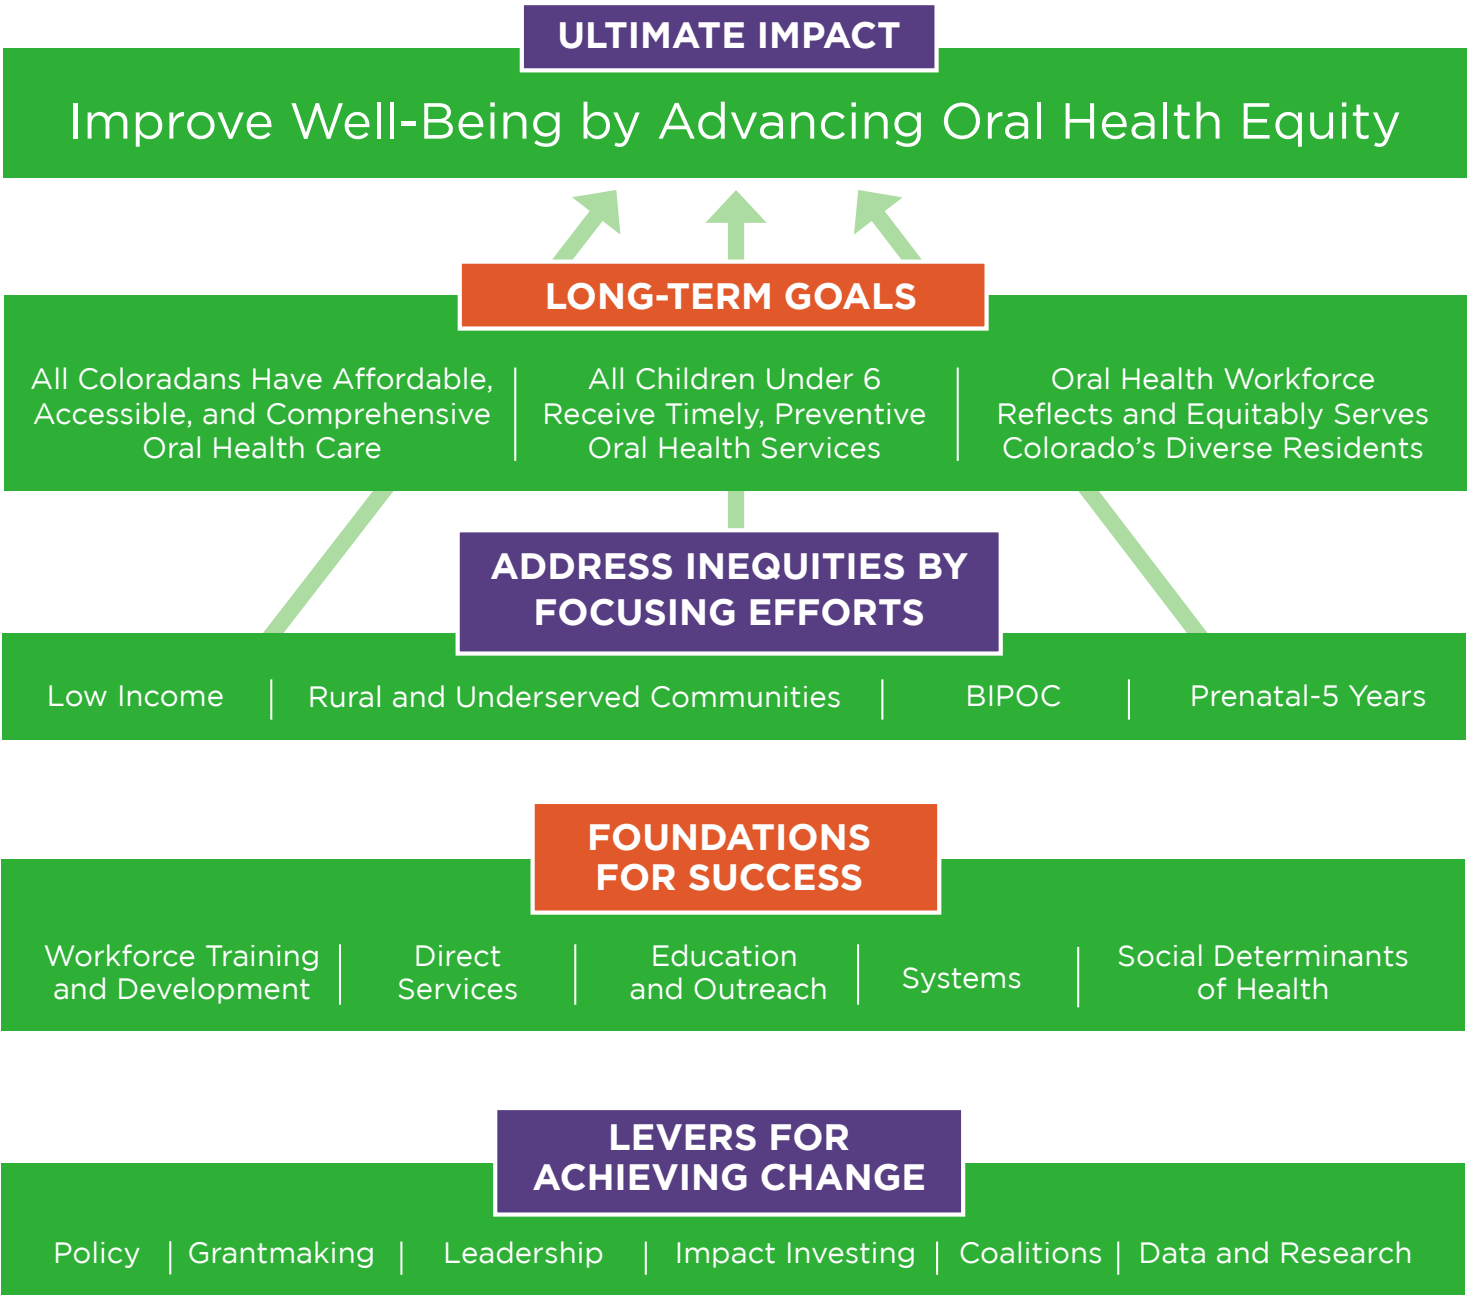 ULTIMATE IMPACT
Improve Well-Being by Advancing Oral Health Equity
LONG-TERM GOALS
All Coloradans Have Affordable,
Accessible, and Comprehensive
Oral Health Care
All Children Under 6
Receive Timely, Preventive
Oral Health Services
Oral Health Workforce
Reflects and Equitably Serves
Colorado’s Diverse Residents
ADDRESS INEQUITIES BY
FOCUSING EFFORTS
Low Income
Rural and Underserved Communities
BIPOC
Prenatal-5 Years
FOUNDATIONS
FOR SUCCESS
Workforce Training
and Development
Direct
Services
Education
and Outreach
Systems
Social Determinants
of Health
LEVERS FOR
ACHIEVING CHANGE
Policy
Grantmaking
Leadership
Impact Investing
Coalitions
Data and Research